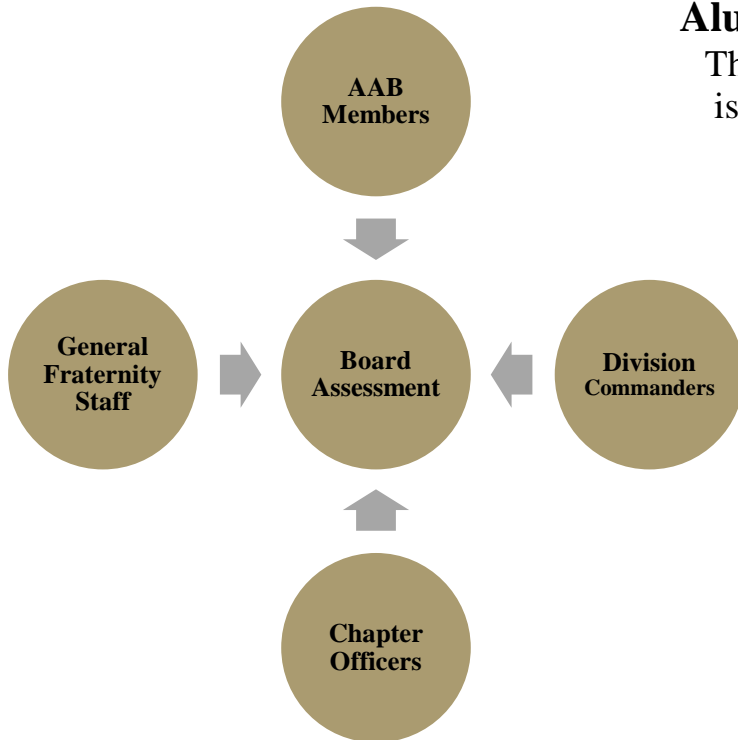 Alu
Th
is
AAB
Members
General
Fraternity
Staff
Board
Assessment
Division
Commanders
Chapter
Officers